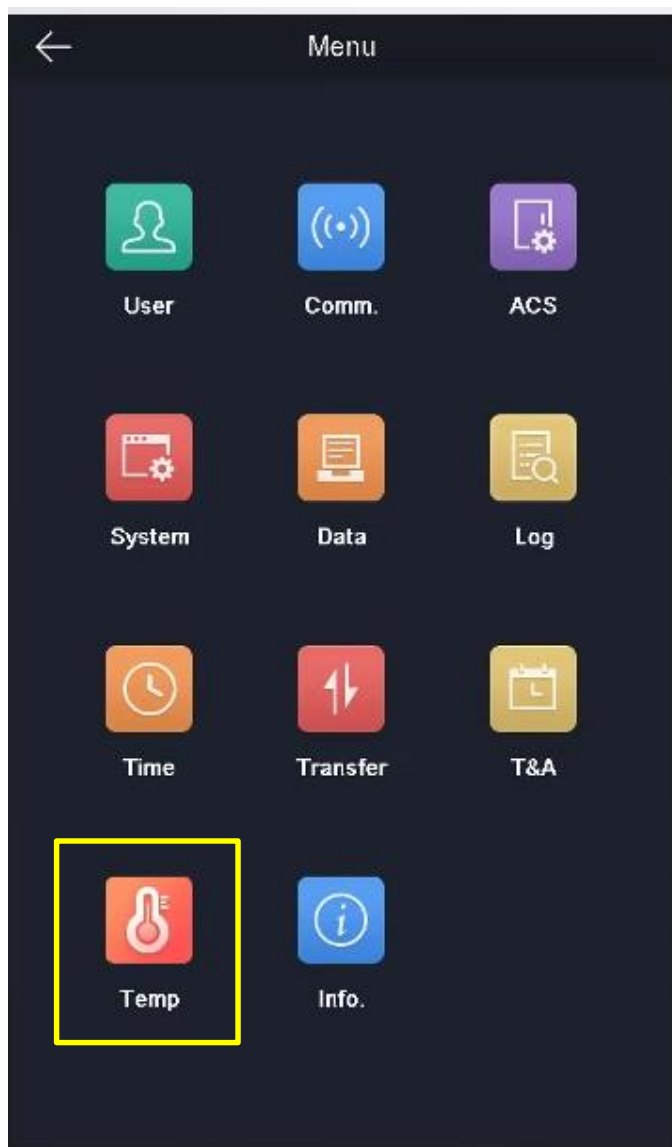 Menu
User Comm. ACS
System Data Log
Time Transfer T&A
Temp Info.